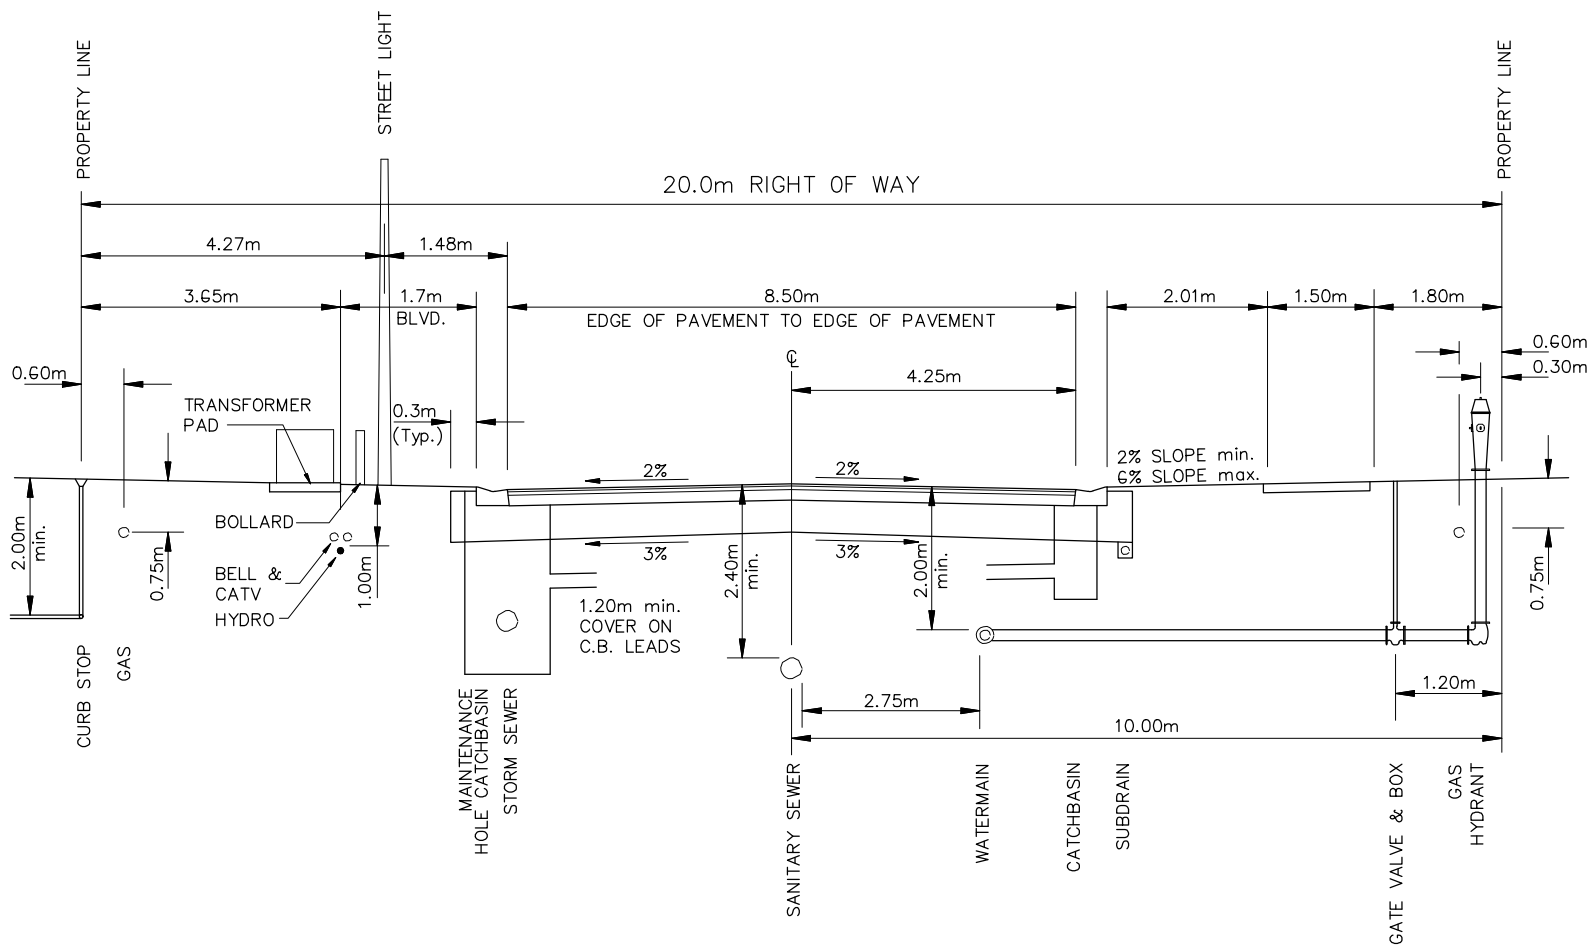 PROPERTY LINE
STREET LIGHT
PROPERTY LINE
20.0m RIGHT OF WAY
4.27m
1.48m
3.65m
1.7m
BLVD.
8.50m
EDGE OF PAVEMENT TO EDGE OF PAVEMENT
2.01m
1.50m
1.80m
℄
0.60m
0.30m
0.60m
4.25m
TRANSFORMER
PAD
0.3m
(Typ.)
2% SLOPE min.
6% SLOPE max.
2%
2%
BOLLARD
2.00m
min.
0.75m
BELL &
CATV
HYDRO
1.00m
3%
3%
2.40m
min.
2.00m
min.
0.75m
1.20m min.
COVER ON
C.B. LEADS
CURB STOP
GAS
2.75m
1.20m
10.00m
MAINTENANCE
HOLE CATCHBASIN
STORM SEWER
SANITARY SEWER
WATERMAIN
CATCHBASIN
SUBDRAIN
GATE VALVE & BOX
GAS
HYDRANT